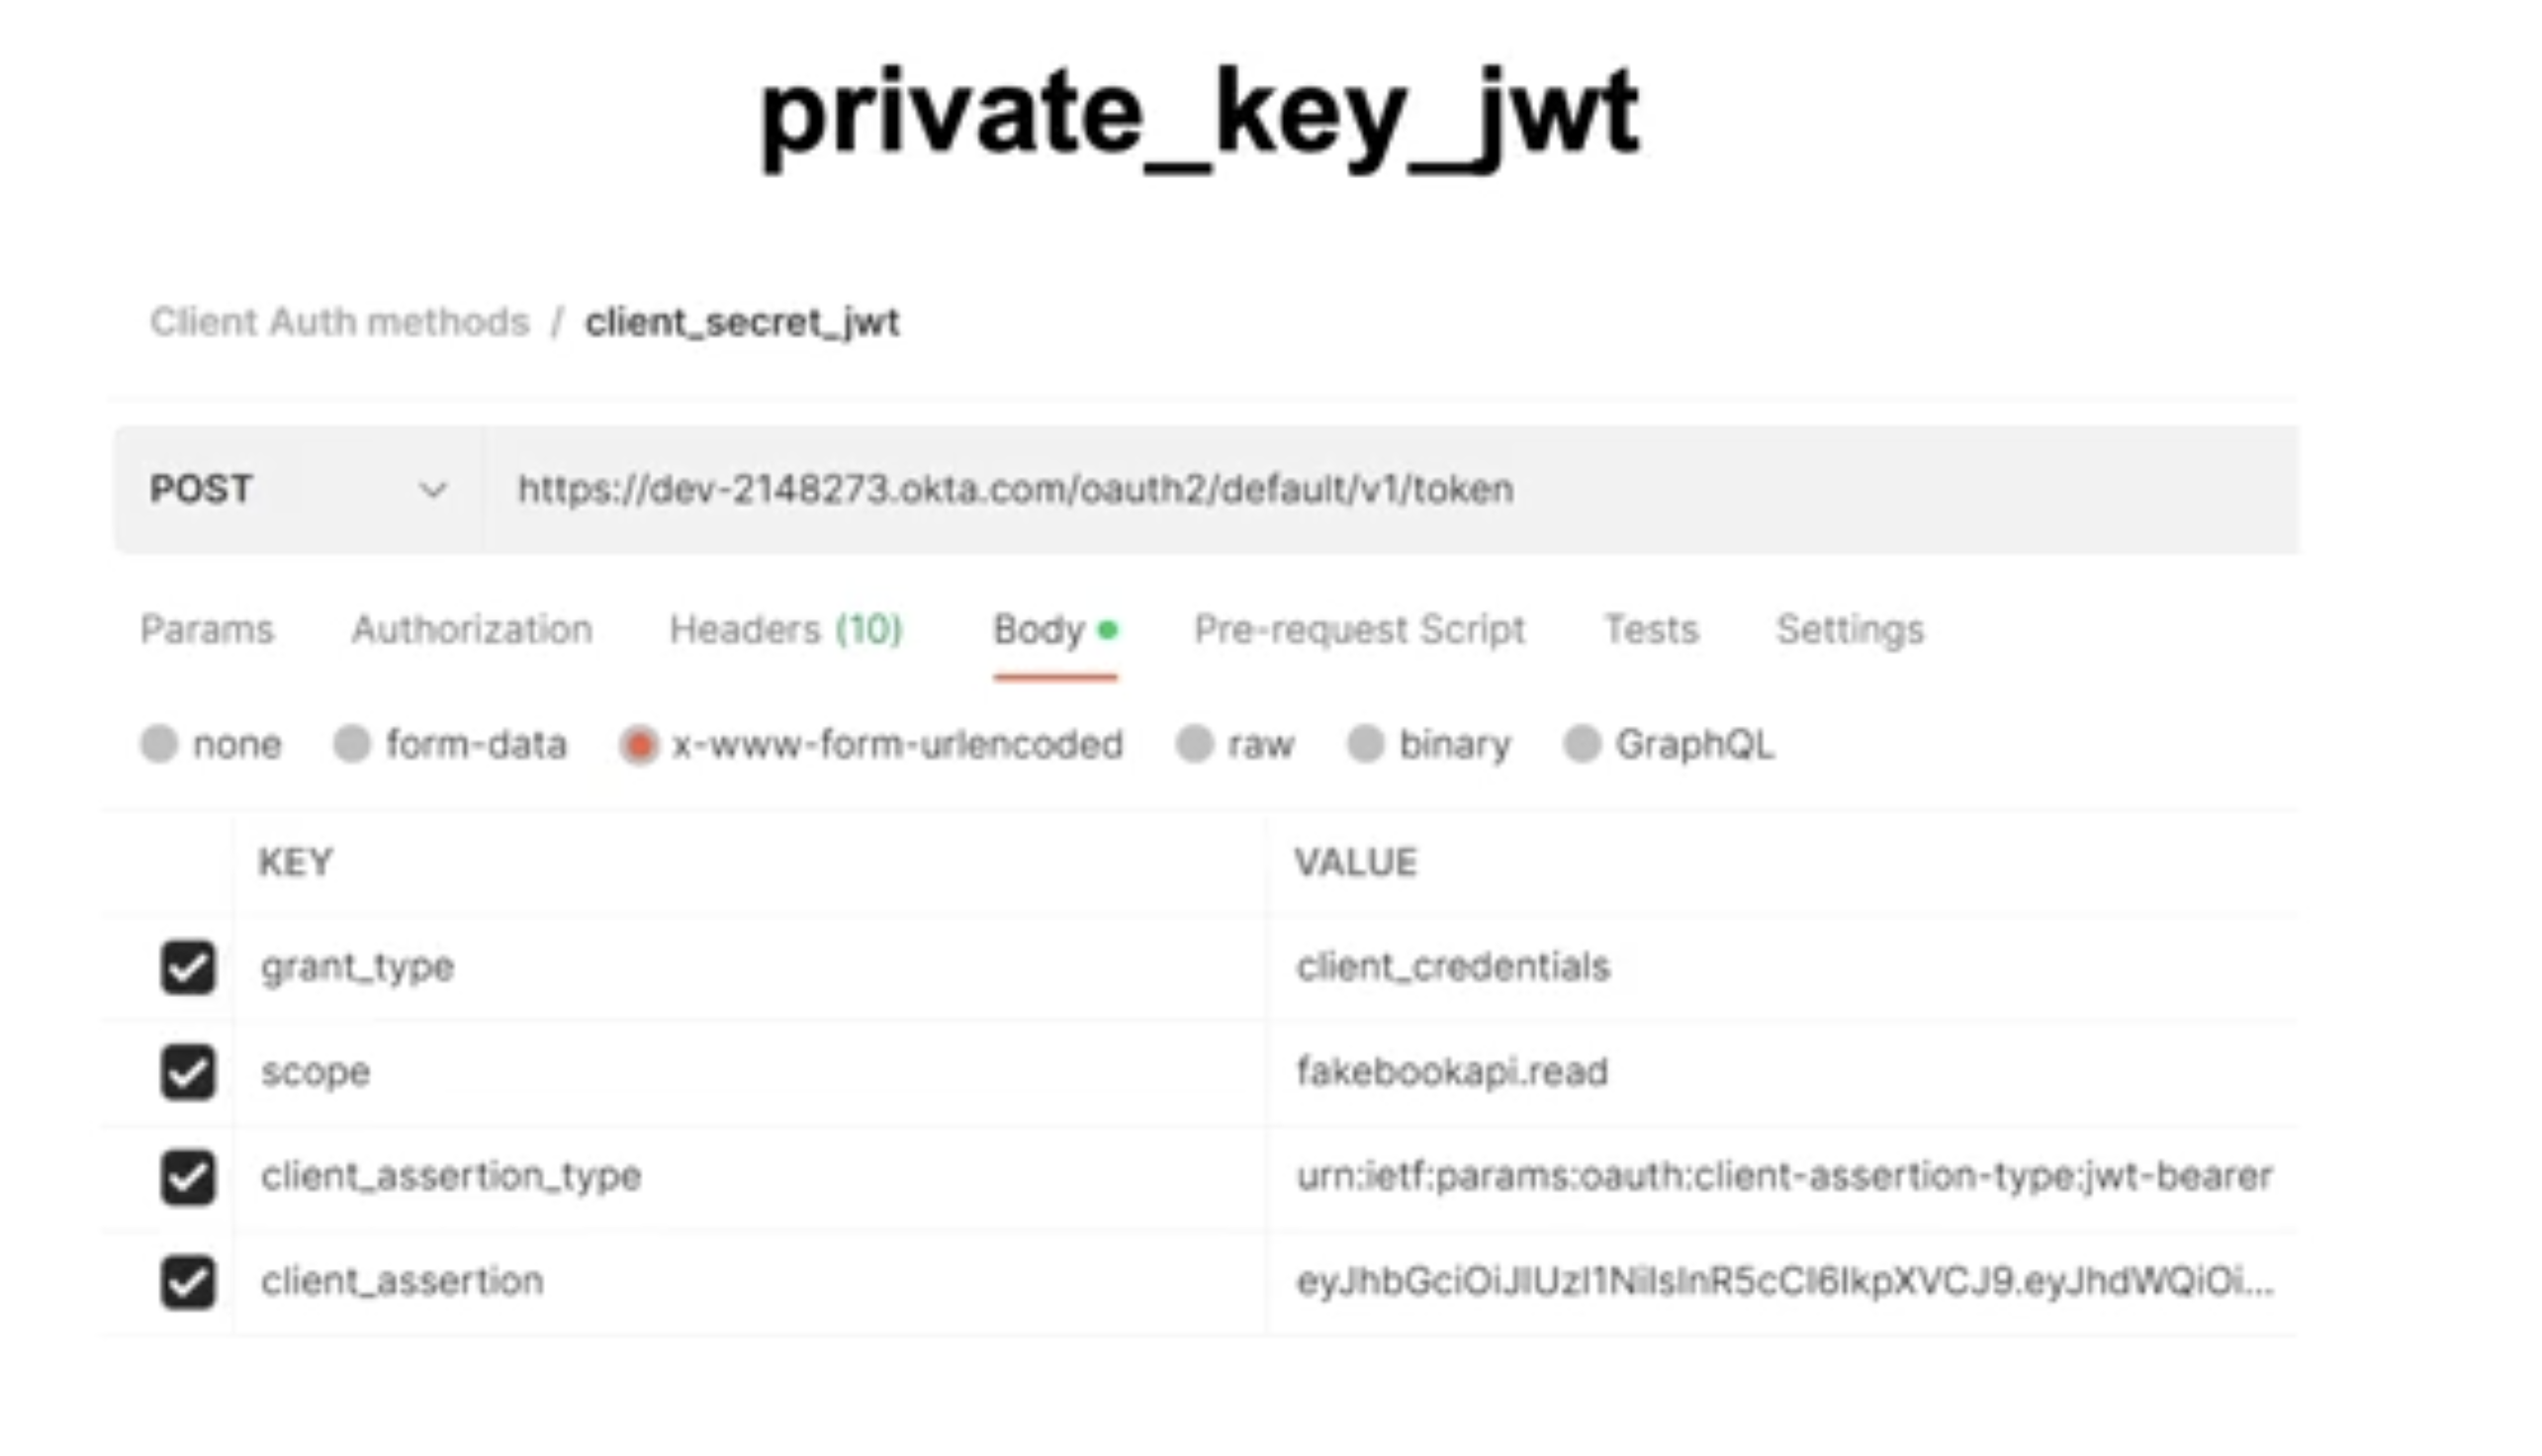 private_key_jwt
Client Auth methods / client_secret_jwt
POST https://dev-2148273.okta.com/oauth2/default/v1/token
Params Authorization Headers (10) Body Pre-request Script Tests Settings
none form-data x-www-form-urlencoded raw binary GraphQL
KEY VALUE
grant_type client_credentials
scope fakebookapi.read
client_assertion_type urn:ietf:params:oauth:client-assertion-type:jwt-bearer
client_assertion eyJhbGciOiJIUzI1NiIsInR5cCI6IkpXVCJ9.eyJhdWQiOi...